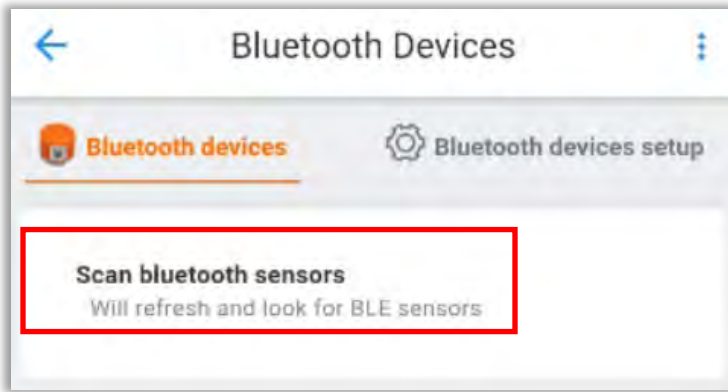 Bluetooth Devices
Bluetooth devices
Bluetooth devices setup
Scan bluetooth sensors
Will refresh and look for BLE sensors